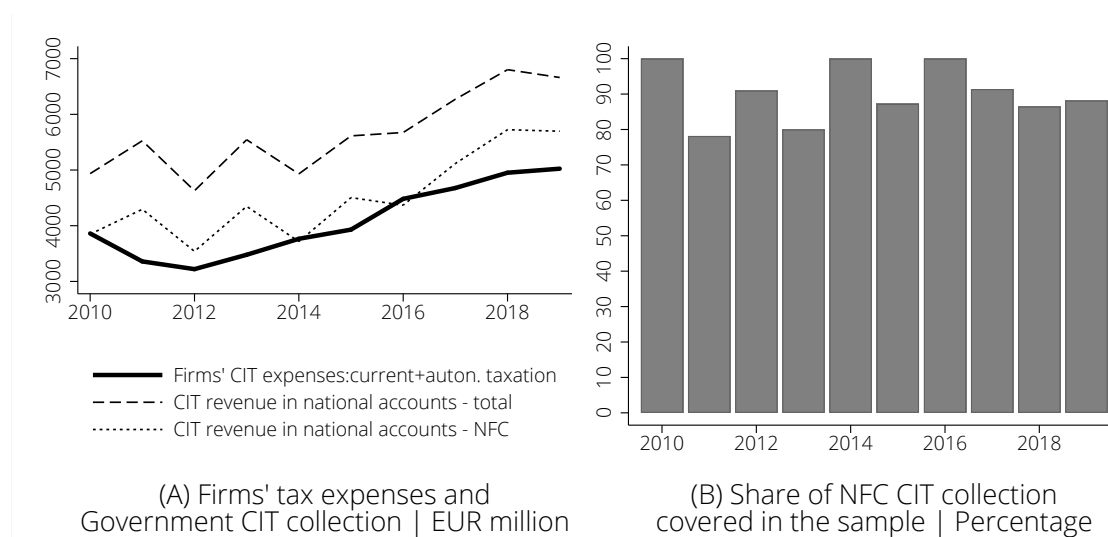 7000
6000
5000
4000
3000
2010 2012 2014 2016 2018
Firms' CIT expenses:current+auton. taxation
CIT revenue in national accounts - total
CIT revenue in national accounts - NFC
(A) Firms' tax expenses and
Government CIT collection | EUR million
100
90
80
70
60
50
40
30
20
10
0
2010 2012 2014 2016 2018
(B) Share of NFC CIT collection
covered in the sample | Percentage